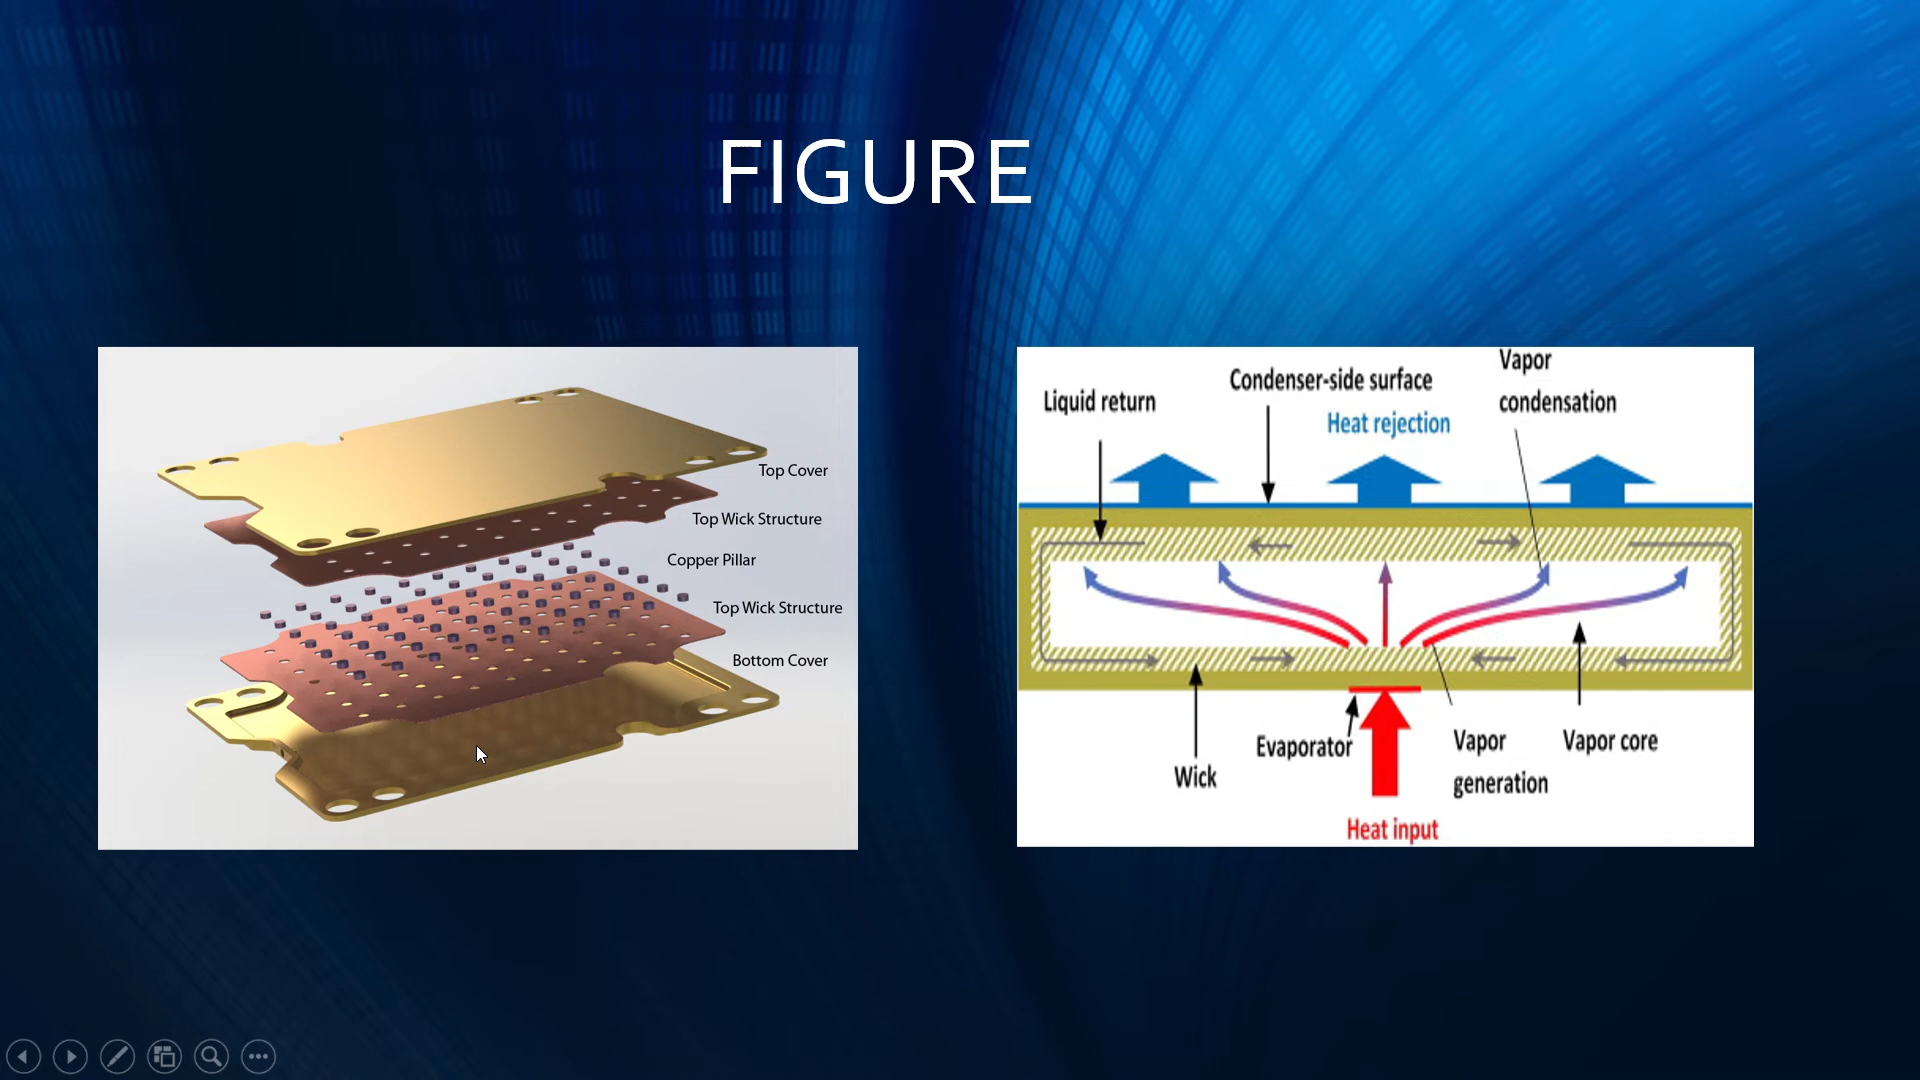 FIGURE
Top Cover
Top Wick Structure
Copper Pillar
Top Wick Structure
Bottom Cover
Liquid return
Condenser-side surface
Heat rejection
Vapor
condensation
Wick
Evaporator
Heat input
Vapor
generation
Vapor core